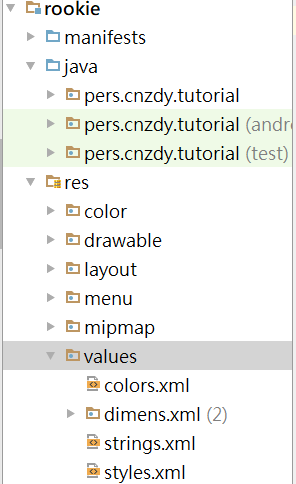 rookie
manifests
java
pers.cnzdy.tutorial
pers.cnzdy.tutorial (andr
pers.cnzdy.tutorial (test)
res
color
drawable
layout
menu
mipmap
values
colors.xml
dimens.xml (2)
strings.xml
styles.xml